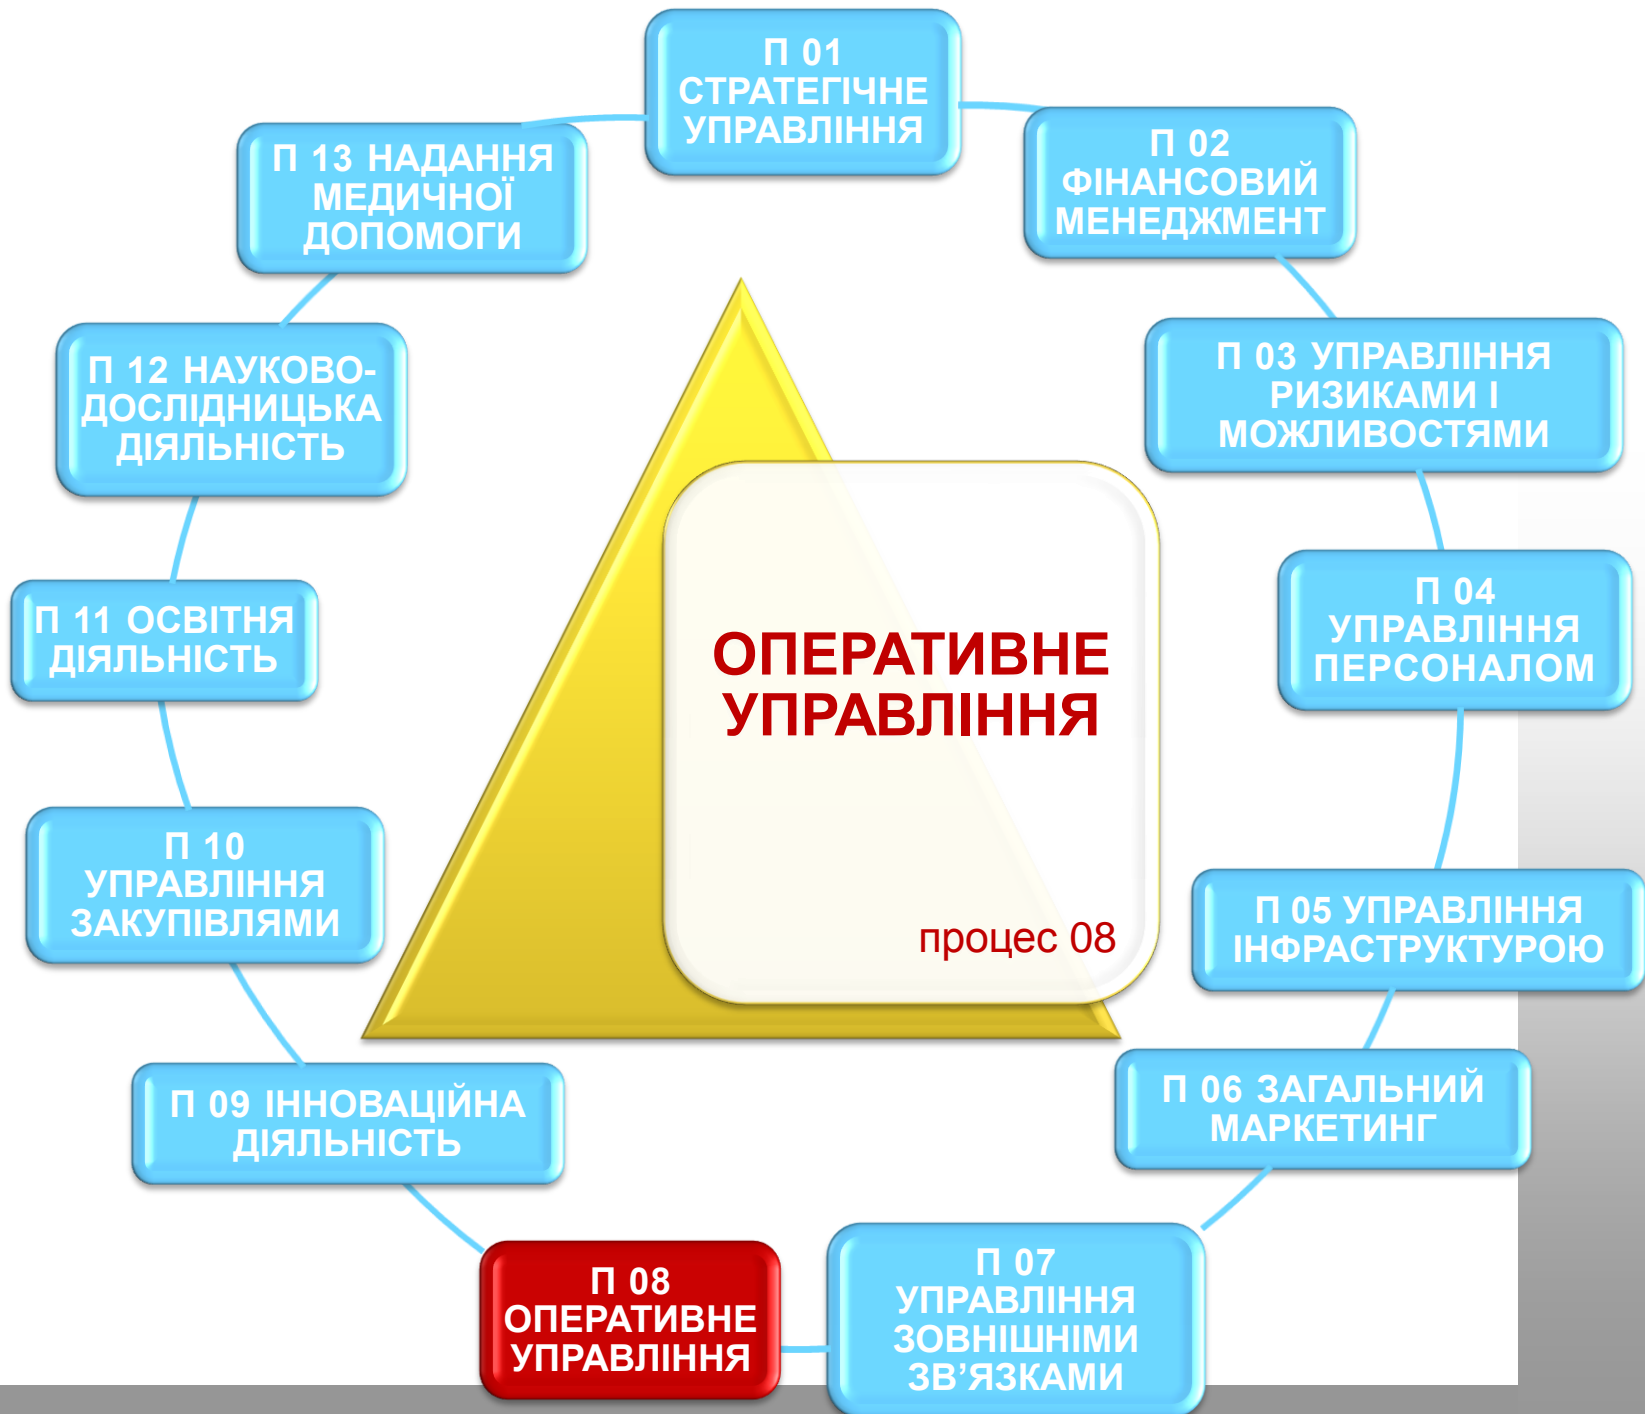 П 01
СТРАТЕГІЧНЕ
УПРАВЛІННЯ
П 02
ФІНАНСОВИЙ
МЕНЕДЖМЕНТ
П 03 УПРАВЛІННЯ
РИЗИКАМИ І
МОЖЛИВОСТЯМИ
П 04
УПРАВЛІННЯ
ПЕРСОНАЛОМ
П 05 УПРАВЛІННЯ
ІНФРАСТРУКТУРОЮ
П 06 ЗАГАЛЬНИЙ
МАРКЕТИНГ
П 07
УПРАВЛІННЯ
ЗОВНІШНІМИ
ЗВ’ЯЗКАМИ
П 08
ОПЕРАТИВНЕ
УПРАВЛІННЯ
П 09 ІННОВАЦІЙНА
ДІЯЛЬНІСТЬ
П 10
УПРАВЛІННЯ
ЗАКУПІВЛЯМИ
П 11 ОСВІТНЯ
ДІЯЛЬНІСТЬ
П 12 НАУКОВО-
ДОСЛІДНИЦЬКА
ДІЯЛЬНІСТЬ
П 13 НАДАННЯ
МЕДИЧНОЇ
ДОПОМОГИ
ОПЕРАТИВНЕ
УПРАВЛІННЯ
процес 08